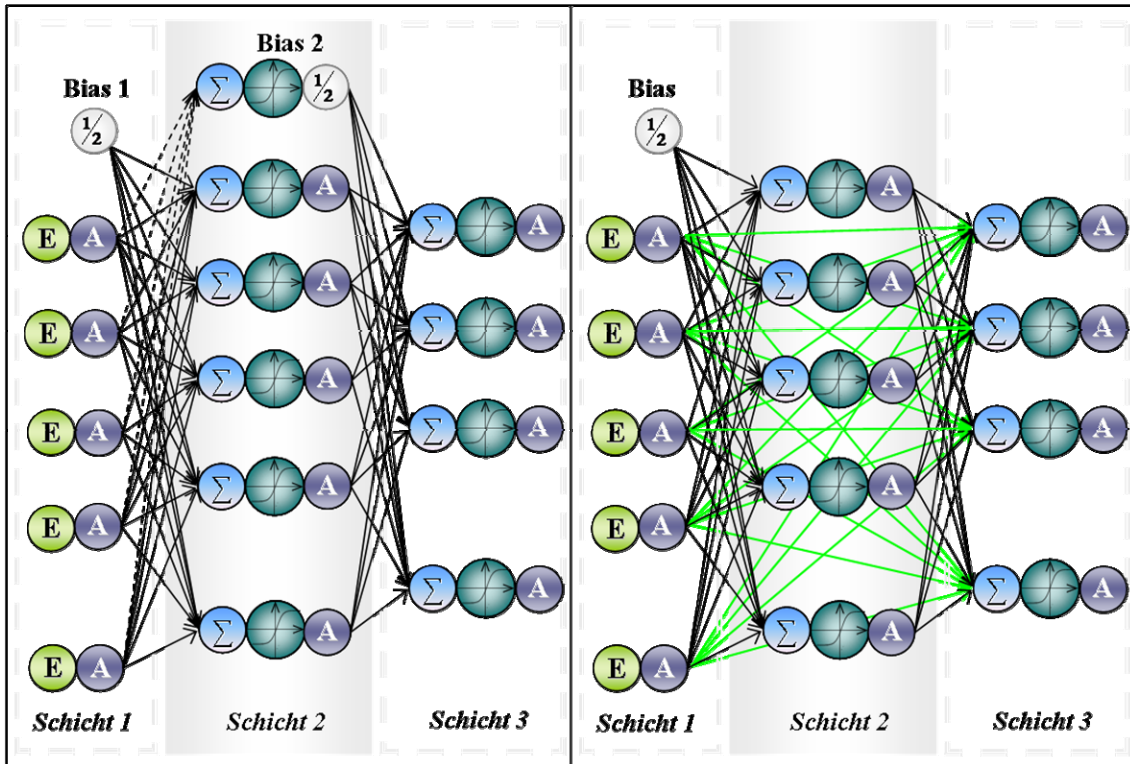 Bias 2
Σ 1/2
Bias 1
1/2
Σ A
E A
Σ A
Σ A
E A
Σ A
E A
Σ A
Σ A
E A
Σ A
Σ A
Σ A
E A
Schicht 1 Schicht 2 Schicht 3
Bias
1/2
Σ A
E A
Σ A
Σ A
E A
Σ A
E A
Σ A
Σ A
E A
Σ A
Σ A
Σ A
E A
Schicht 1 Schicht 2 Schicht 3